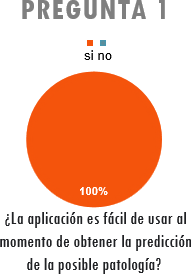 PREGUNTA 1
si no
100%
¿La aplicación es fácil de usar al
momento de obtener la predicción
de la posible patología?